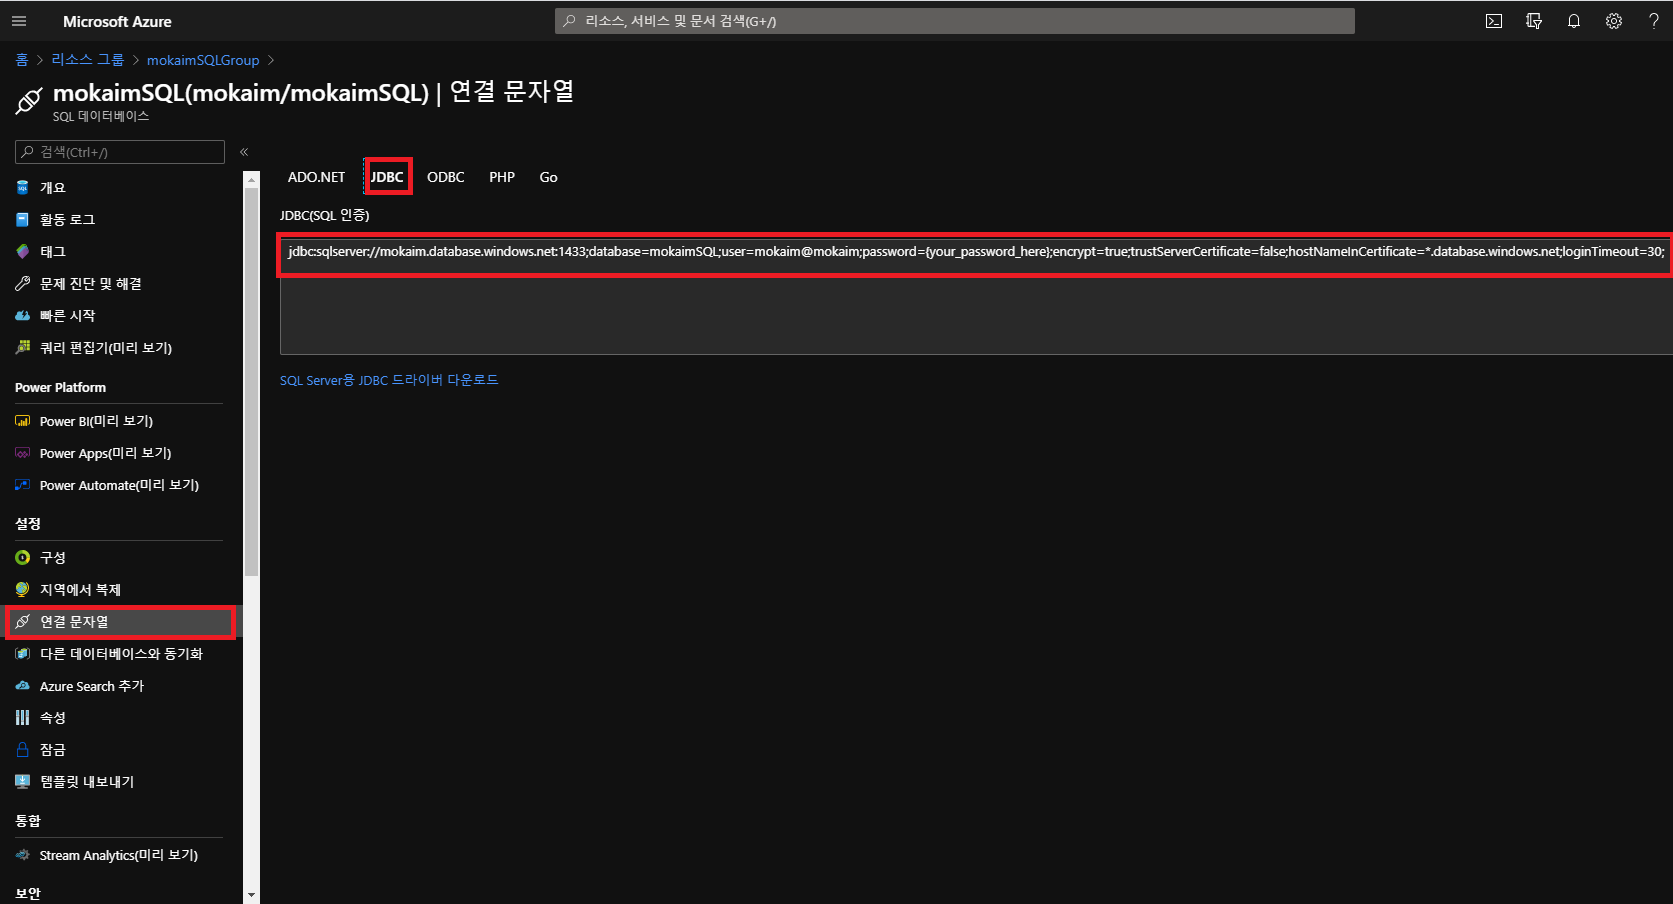 Microsoft Azure
리소스, 서비스 및 문서 검색(G+/)
홈 > 리소스 그룹 > mokaimSQLGroup >
mokaimSQL(mokaim/mokaimSQL) | 연결 문자열
SQL 데이터베이스
검색(Ctrl+/)
개요
활동 로그
태그
문제 진단 및 해결
빠른 시작
쿼리 편집기(미리 보기)
Power Platform
Power BI(미리 보기)
Power Apps(미리 보기)
Power Automate(미리 보기)
설정
구성
지역에서 복제
연결 문자열
다른 데이터베이스와 동기화
Azure Search 추가
속성
잠금
템플릿 내보내기
통합
Stream Analytics(미리 보기)
보안
ADO.NET JDBC ODBC PHP Go
JDBC(SQL 인증)
jdbc:sqlserver://mokaim.database.windows.net:1433;database=mokaimSQL;user=mokaim@mokaim;password={your_password_here};encrypt=true;trustServerCertificate=false;hostNameInCertificate=*.database.windows.net;loginTimeout=30;
SQL Server용 JDBC 드라이버 다운로드